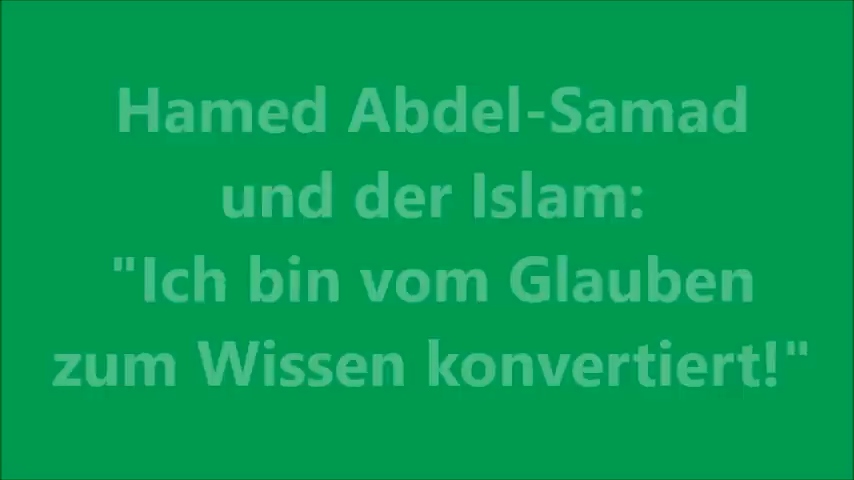 Hamed Abdel-Samad
und der Islam:
"Ich bin vom Glauben
zum Wissen konvertiert!"